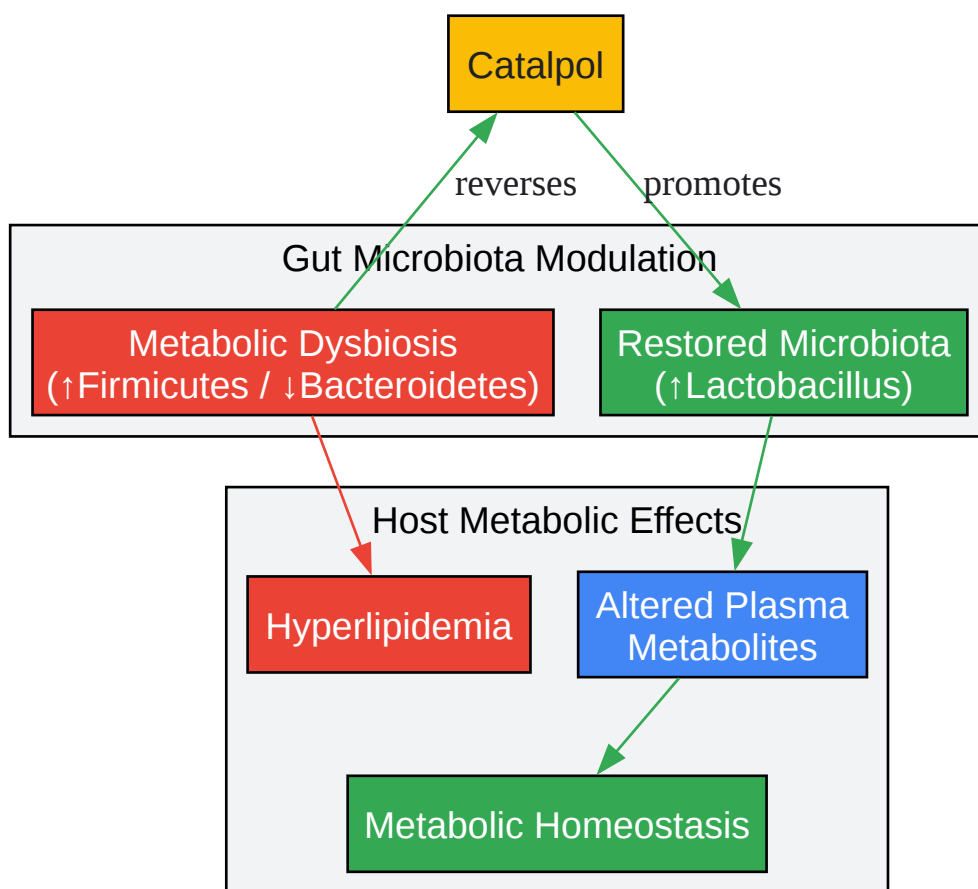 Catalpol
reverses
promotes
Gut Microbiota Modulation
Metabolic Dysbiosis
(↑Firmicutes / ↓Bacteroidetes)
Restored Microbiota
(↑Lactobacillus)
Host Metabolic Effects
Hyperlipidemia
Altered Plasma
Metabolites
Metabolic Homeostasis